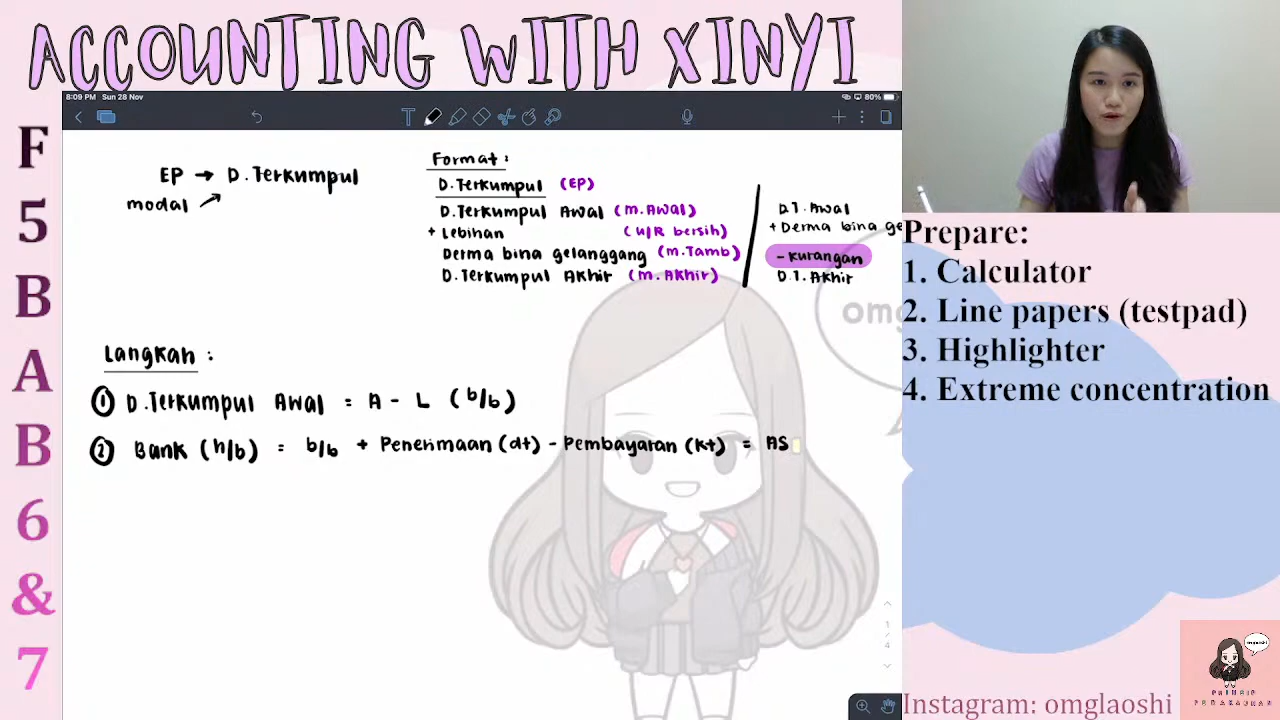 ACCOUNTING WITH XINYI
8:09 PM Sun 28 Nov
80%
F
5
B
A
B
6
&
7
EP → D.Terkumpul
modal
Format:
D.Terkumpul (EP)
D.Terkumpul Awal (m.Awal)
+ Lebihan (U/R bersih)
Derma bina gelanggang (m.Tamb)
D.Terkumpul Akhir (m.Akhir)
D.T. Awal
+ Derma bina ge
- kurangan
D.T. Akhir
omg
Langkah :
① D.Terkumpul Awal = A - L (b/b)
② Bank (h/b) = b/b + Penerimaan (dt) - Pembayaran (kt) = AS
1
/
4
Prepare:
1. Calculator
2. Line papers (testpad)
3. Highlighter
4. Extreme concentration
Instagram: omglaoshi